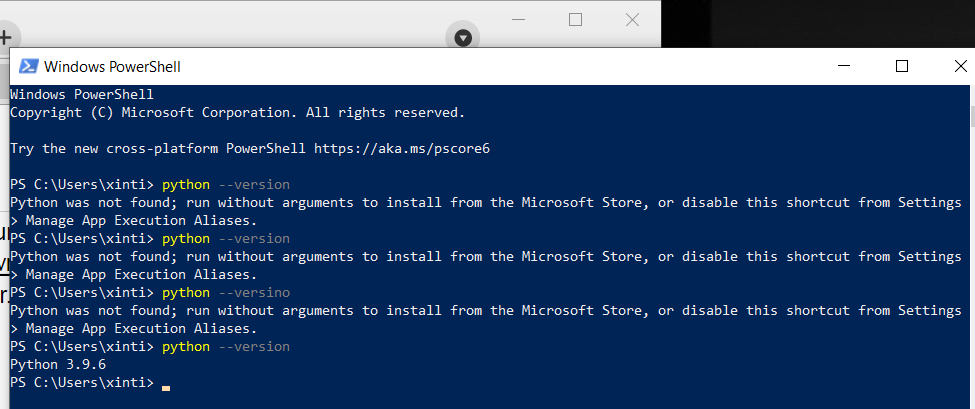 Windows PowerShell
Windows PowerShell
Copyright (C) Microsoft Corporation. All rights reserved.
Try the new cross-platform PowerShell https://aka.ms/pscore6
PS C:\Users\xinti> python --version
Python was not found; run without arguments to install from the Microsoft Store, or disable this shortcut from Settings
> Manage App Execution Aliases.
PS C:\Users\xinti> python --version
Python was not found; run without arguments to install from the Microsoft Store, or disable this shortcut from Settings
> Manage App Execution Aliases.
PS C:\Users\xinti> python --versino
Python was not found; run without arguments to install from the Microsoft Store, or disable this shortcut from Settings
> Manage App Execution Aliases.
PS C:\Users\xinti> python --version
Python 3.9.6
PS C:\Users\xinti>